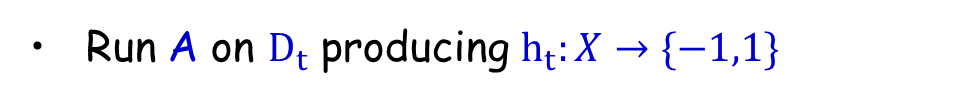 • Run A on Dₜ producing hₜ: X → {−1,1}